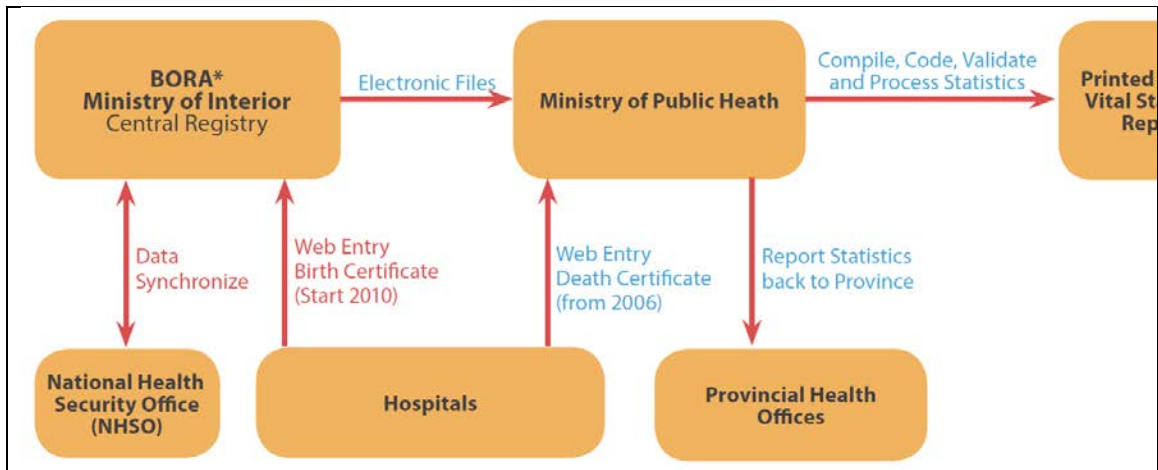 BORA*
Ministry of Interior
Central Registry
Electronic Files
Ministry of Public Heath
Compile, Code, Validate
and Process Statistics
Printed
Vital
Data
Synchronize
Web Entry
Birth Certificate
(Start 2010)
Web Entry
Death Certificate
(from 2006)
Report Statistics
back to Province
National Health
Security Office
(NHSO)
Hospitals
Provincial Health
Offices